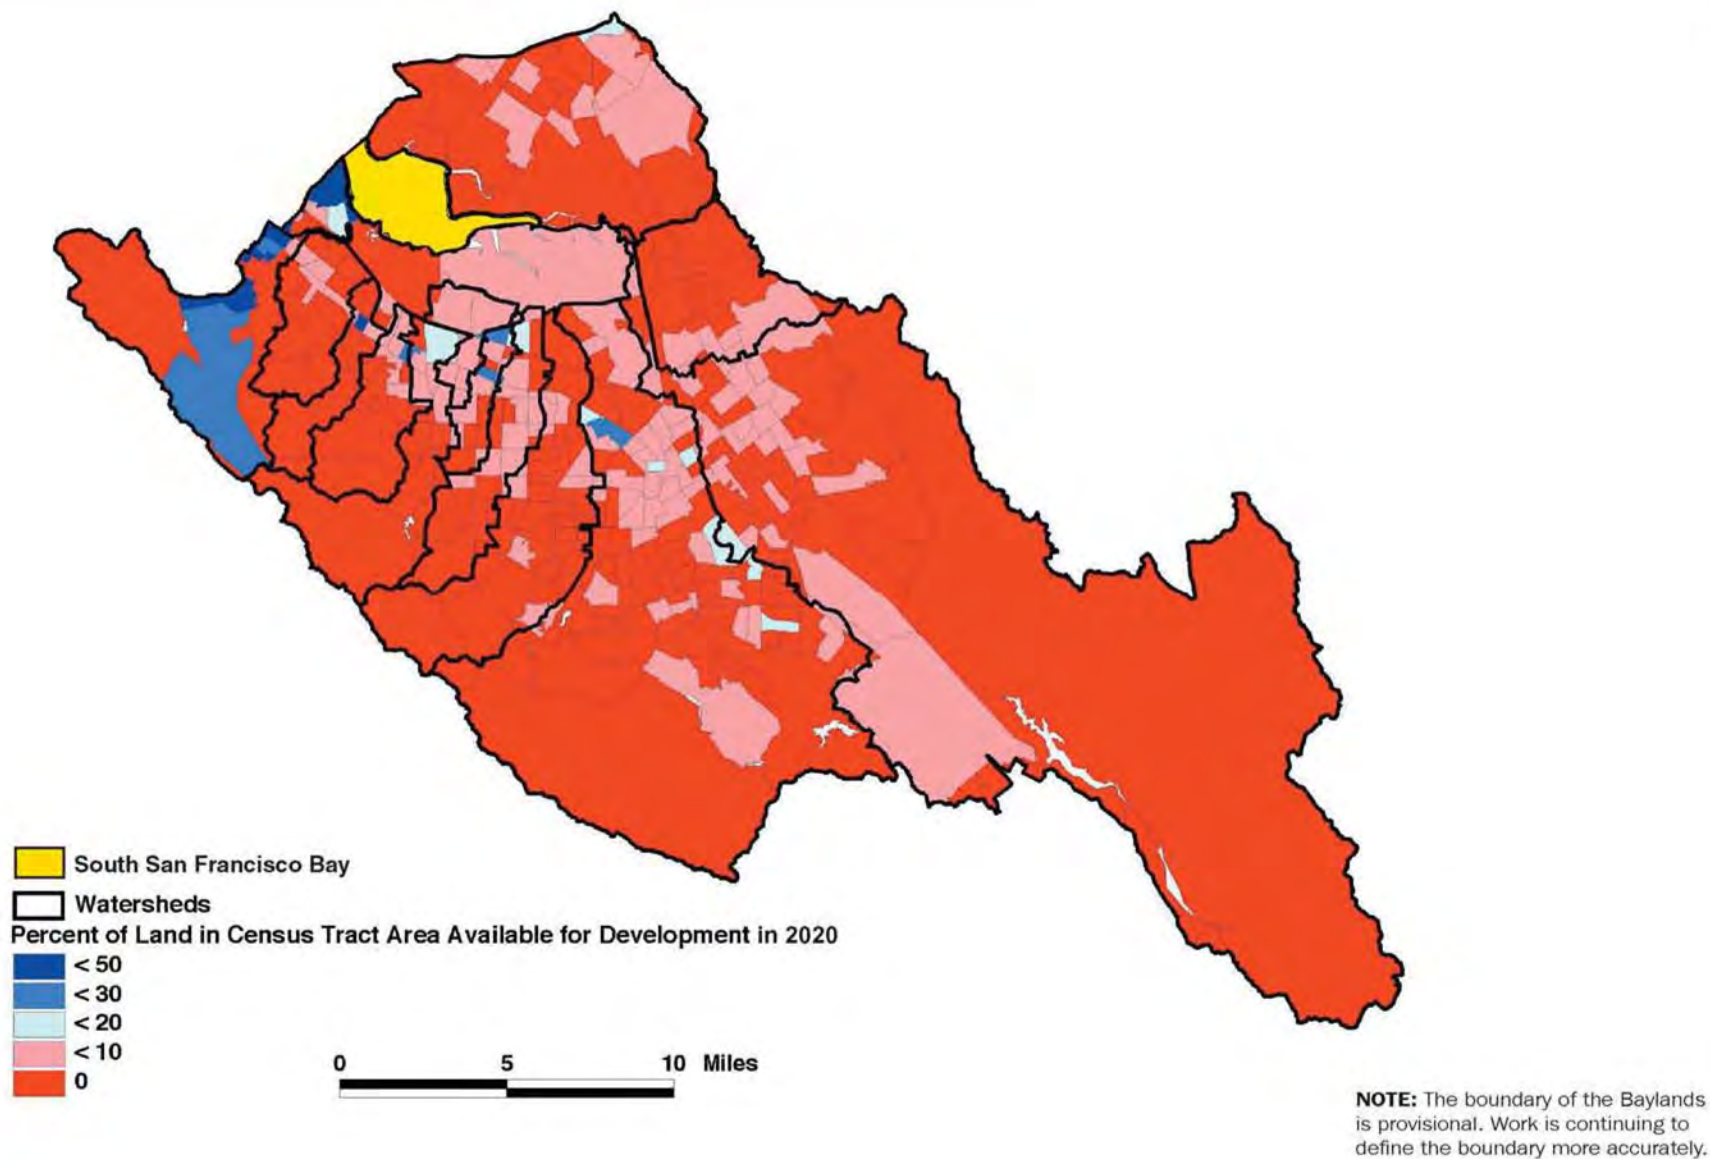 South San Francisco Bay
Watersheds
Percent of Land in Census Tract Area Available for Development in 2020
< 50
< 30
< 20
< 10
0
0 5 10 Miles
NOTE: The boundary of the Baylands
is provisional. Work is continuing to
define the boundary more accurately.